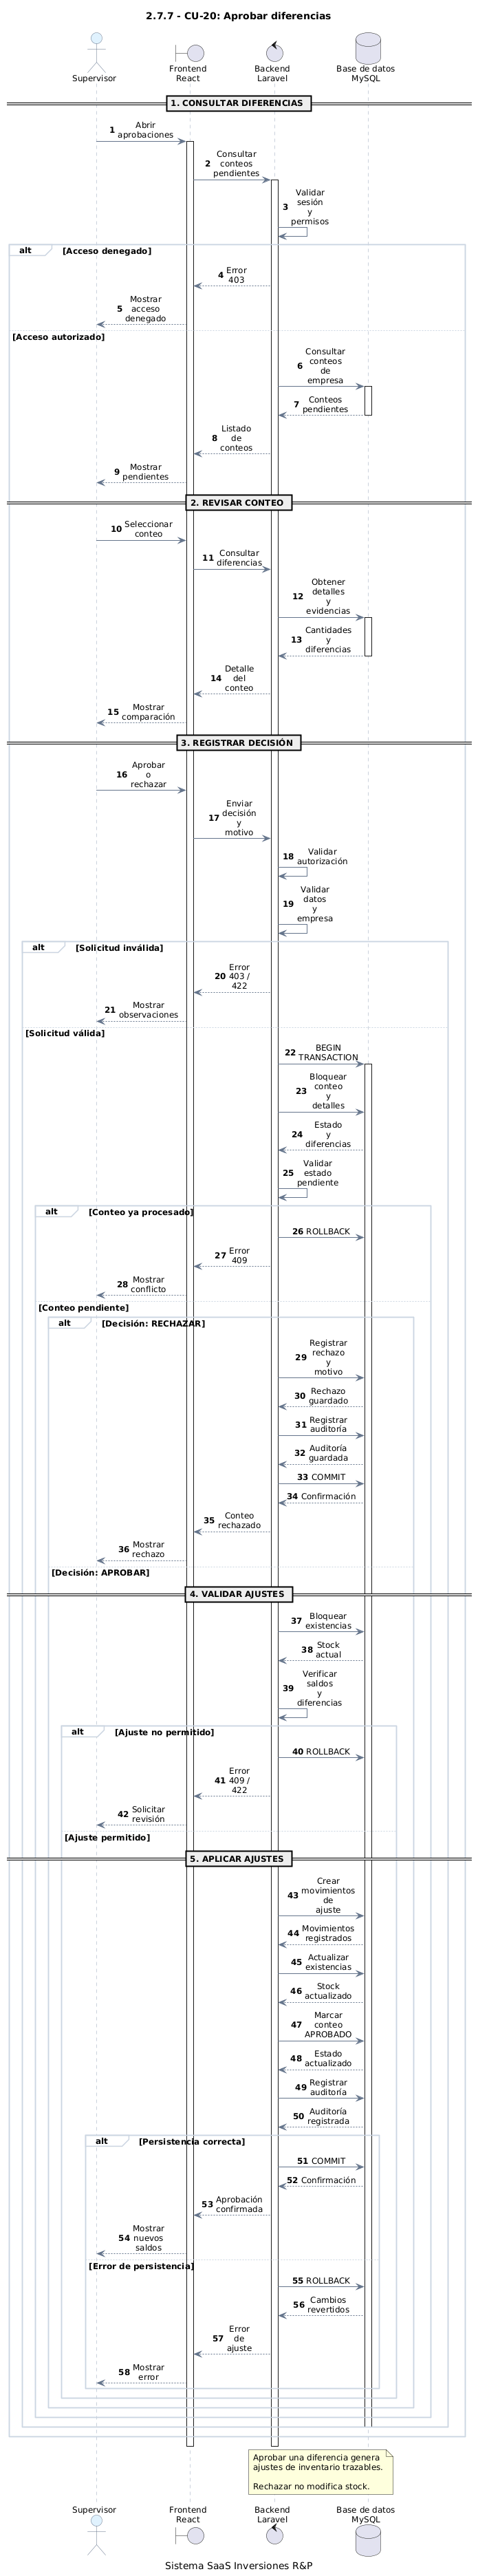 2.7.7 - CU-20: Aprobar diferencias
Supervisor
Frontend
React
Backend
Laravel
Base de datos
MySQL
1. CONSULTAR DIFERENCIAS
1 Abrir
aprobaciones
2 Consultar
conteos
pendientes
3 Validar
sesión
y
permisos
alt [Acceso denegado]
4 Error
403
5 Mostrar
acceso
denegado
[Acceso autorizado]
6 Consultar
conteos
de
empresa
7 Conteos
pendientes
8 Listado
de
conteos
9 Mostrar
pendientes
2. REVISAR CONTEO
10 Seleccionar
conteo
11 Consultar
diferencias
12 Obtener
detalles
y
evidencias
13 Cantidades
y
diferencias
14 Detalle
del
conteo
15 Mostrar
comparación
3. REGISTRAR DECISIÓN
16 Aprobar
o
rechazar
17 Enviar
decisión
y
motivo
18 Validar
autorización
19 Validar
datos
y
empresa
alt [Solicitud inválida]
20 Error
403 /
422
21 Mostrar
observaciones
[Solicitud válida]
22 BEGIN
TRANSACTION
23 Bloquear
conteo
y
detalles
24 Estado
y
diferencias
25 Validar
estado
pendiente
alt [Conteo ya procesado]
26 ROLLBACK
27 Error
409
28 Mostrar
conflicto
[Conteo pendiente]
alt [Decisión: RECHAZAR]
29 Registrar
rechazo
y
motivo
30 Rechazo
guardado
31 Registrar
auditoría
32 Auditoría
guardada
33 COMMIT
34 Confirmación
35 Conteo
rechazado
36 Mostrar
rechazo
[Decisión: APROBAR]
4. VALIDAR AJUSTES
37 Bloquear
existencias
38 Stock
actual
39 Verificar
saldos
y
diferencias
alt [Ajuste no permitido]
40 ROLLBACK
41 Error
409 /
422
42 Solicitar
revisión
[Ajuste permitido]
5. APLICAR AJUSTES
43 Crear
movimientos
de
ajuste
44 Movimientos
registrados
45 Actualizar
existencias
46 Stock
actualizado
47 Marcar
conteo
APROBADO
48 Estado
actualizado
49 Registrar
auditoría
50 Auditoría
registrada
alt [Persistencia correcta]
51 COMMIT
52 Confirmación
53 Aprobación
confirmada
54 Mostrar
nuevos
saldos
[Error de persistencia]
55 ROLLBACK
56 Cambios
revertidos
57 Error
de
ajuste
58 Mostrar
error
Aprobar una diferencia genera
ajustes de inventario trazables.
Rechazar no modifica stock.
Supervisor
Frontend
React
Backend
Laravel
Base de datos
MySQL
Sistema SaaS Inversiones R&P